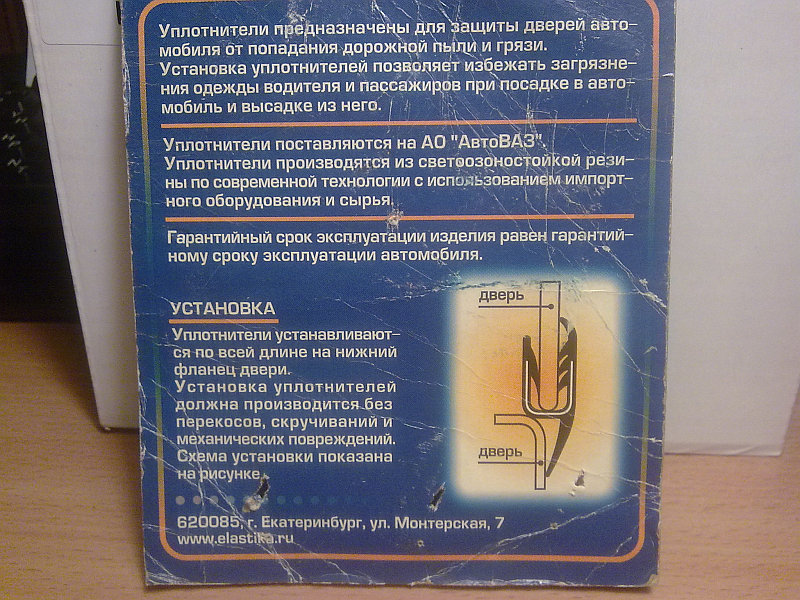 Уплотнители предназначены для защиты дверей авто-
мобиля от попадания дорожной пыли и грязи.
Установка уплотнителей позволяет избежать загрязне-
ния одежды водителя и пассажиров при посадке в авто-
мобиль и высадке из него.
Уплотнители поставляются на АО "АвтоВАЗ".
Уплотнители производятся из светоозоностойкой рези-
ны по современной технологии с использованием импорт-
ного оборудования и сырья.
Гарантийный срок эксплуатации изделия равен гарантий-
ному сроку эксплуатации автомобиля.
УСТАНОВКА
Уплотнители устанавливают-
ся по всей длине на нижний
фланец двери.
Установка уплотнителей
должна производится без
перекосов, скручиваний и
механических повреждений.
Схема установки показана
на рисунке.
дверь
дверь
620085, г. Екатеринбург, ул. Монтерская, 7
www.elastika.ru